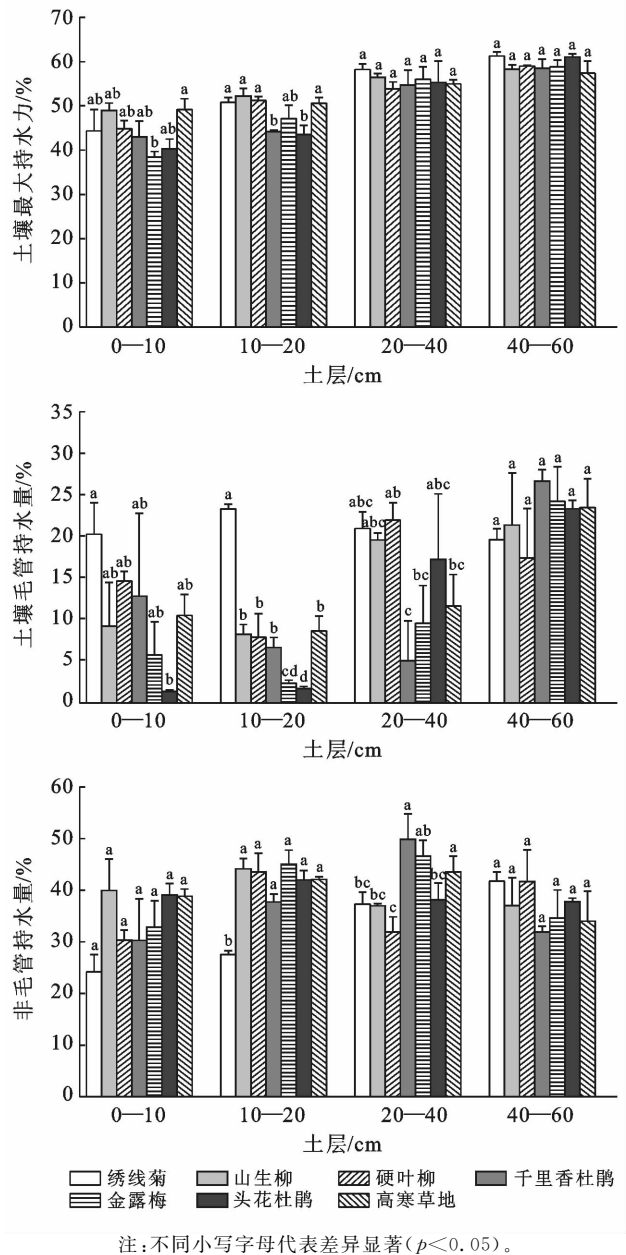 土壤最大持水力/%
70
60
50
40
30
20
10
0
ab ab ab ab b ab a
a a a b ab b a
a a a a a a a
a a a a a a a
0—10 10—20 20—40 40—60
土层/cm
土壤毛管持水量/%
35
30
25
20
15
10
5
0
a ab ab ab ab b ab
a b b b cd d b
abc abc ab c bc abc bc
a a a a a a a
0—10 10—20 20—40 40—60
土层/cm
非毛管持水量/%
60
50
40
30
20
10
0
a a a a a a a
b a a a a a a
bc bc c a ab bc a
a a a a a a a
0—10 10—20 20—40 40—60
土层/cm
绣线菊 山生柳 硬叶柳 千里香杜鹃
金露梅 头花杜鹃 高寒草地
注:不同小写字母代表差异显著(p<0.05)。